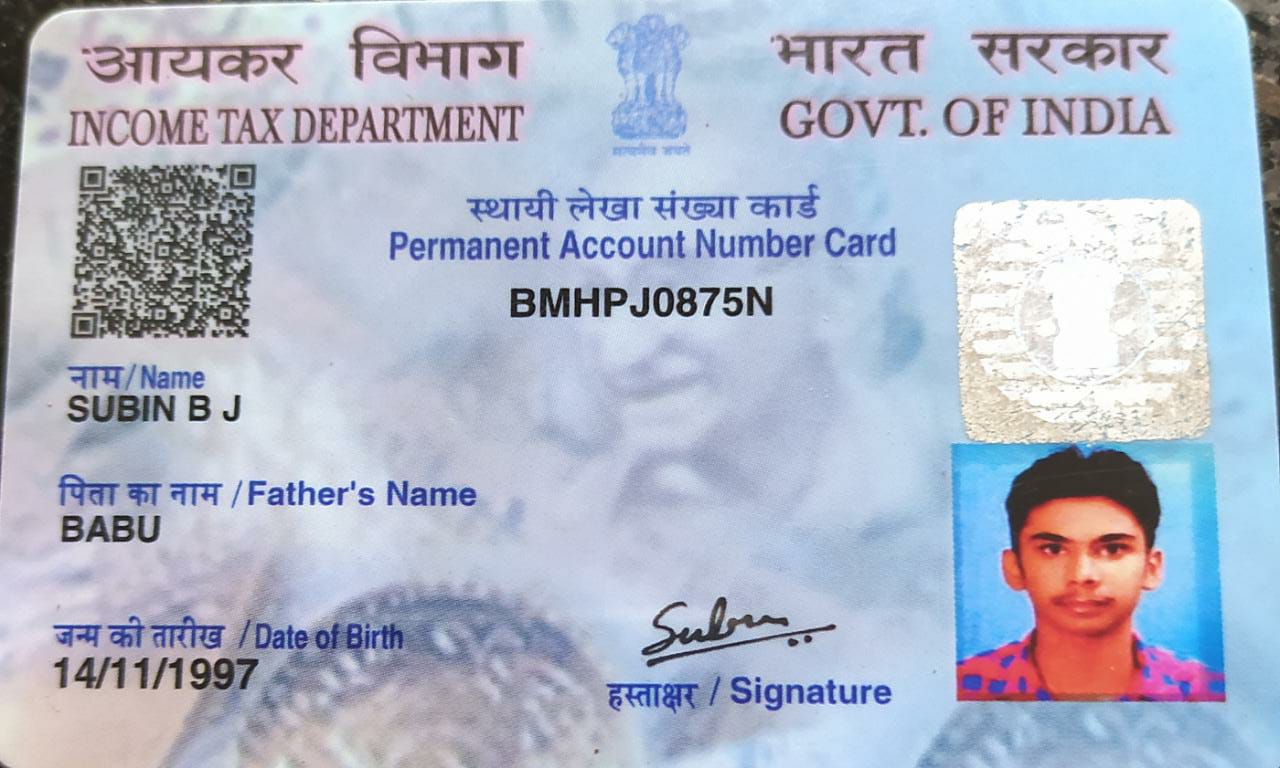 आयकर विभाग
INCOME TAX DEPARTMENT
भारत सरकार
GOVT. OF INDIA
सत्यमेव जयते
स्थायी लेखा संख्या कार्ड
Permanent Account Number Card
BMHPJ0875N
नाम/Name
SUBIN B J
पिता का नाम /Father's Name
BABU
जन्म की तारीख /Date of Birth
14/11/1997
Subin
हस्ताक्षर / Signature